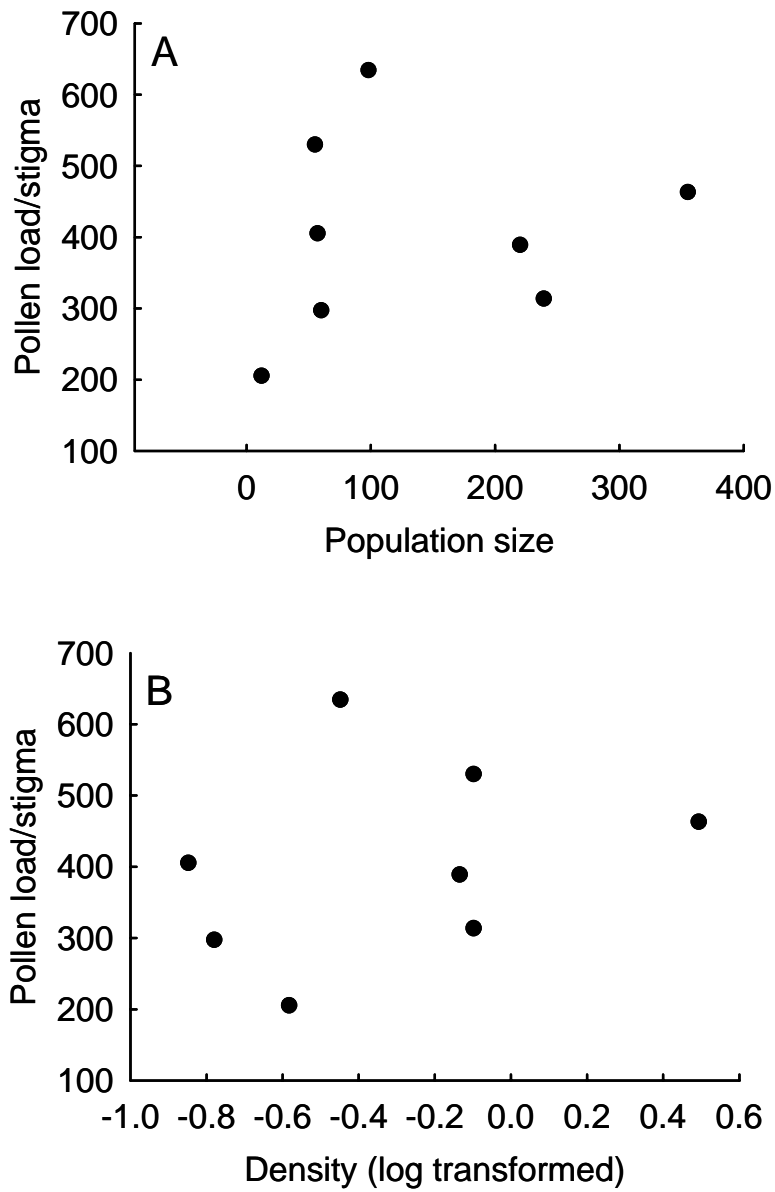 A
700
600
500
400
300
200
100
Pollen load/stigma
0 100 200 300 400
Population size
B
700
600
500
400
300
200
100
Pollen load/stigma
-1.0 -0.8 -0.6 -0.4 -0.2 0.0 0.2 0.4 0.6
Density (log transformed)